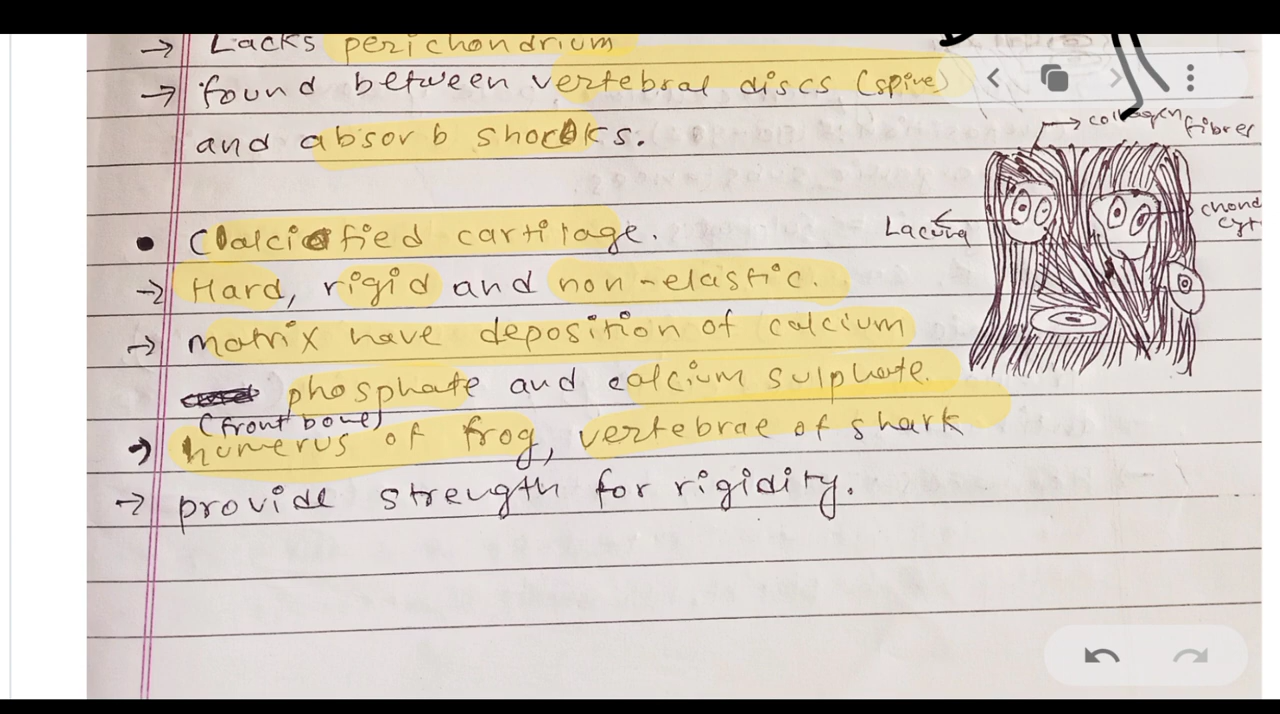 → Lacks perichondrium
→ found between vertebral discs (spine)
and absorb shocks.
→ collagen fibres
Lacuna
chond
cyt
• Calcified cartilage.
→ Hard, rigid and non-elastic.
→ matrix have deposition of calcium
phosphate and calcium sulphate.
(front bone)
→ humerus of frog, vertebrae of shark
→ provide strength for rigidity.